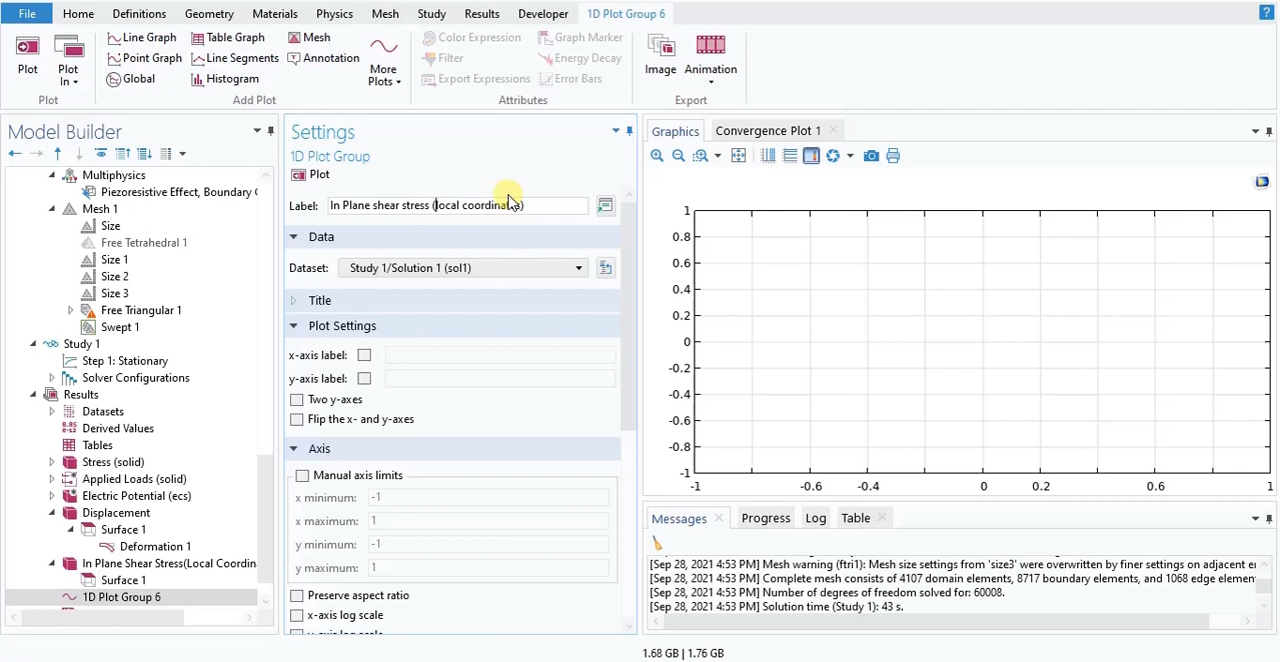 File Home Definitions Geometry Materials Physics Mesh Study Results Developer 1D Plot Group 6 ?
Line Graph Table Graph Mesh Color Expression Graph Marker
Point Graph Line Segments Annotation Filter Energy Decay
Plot Plot In More Plots Image Animation
Global Histogram Export Expressions Error Bars
Plot Add Plot Attributes Export
Model Builder
Multiphysics
Piezoresistive Effect, Boundary
Mesh 1
Size
Free Tetrahedral 1
Size 1
Size 2
Size 3
Free Triangular 1
Swept 1
Study 1
Step 1: Stationary
Solver Configurations
Results
Datasets
8.85
e-12
Derived Values
Tables
Stress (solid)
Applied Loads (solid)
Electric Potential (ecs)
Displacement
Surface 1
Deformation 1
In Plane Shear Stress(Local Coordin
Surface 1
1D Plot Group 6
Settings
1D Plot Group
Plot
Label: In Plane shear stress (local coordinate)
Data
Dataset: Study 1/Solution 1 (sol1)
Title
Plot Settings
x-axis label:
y-axis label:
Two y-axes
Flip the x- and y-axes
Axis
Manual axis limits
x minimum: -1
x maximum: 1
y minimum: -1
y maximum: 1
Preserve aspect ratio
x-axis log scale
y-axis log scale
Graphics Convergence Plot 1
1
0.8
0.6
0.4
0.2
0
-0.2
-0.4
-0.6
-0.8
-1
-1 -0.6 -0.4 0 0.2 0.6 1
Messages Progress Log Table
[Sep 28, 2021 4:53 PM] Mesh warning (ftri1): Mesh size settings from 'size3' were overwritten by finer settings on adjacent e
[Sep 28, 2021 4:53 PM] Complete mesh consists of 4107 domain elements, 8717 boundary elements, and 1068 edge elemen
[Sep 28, 2021 4:53 PM] Number of degrees of freedom solved for: 60008.
[Sep 28, 2021 4:53 PM] Solution time (Study 1): 43 s.
1.68 GB | 1.76 GB